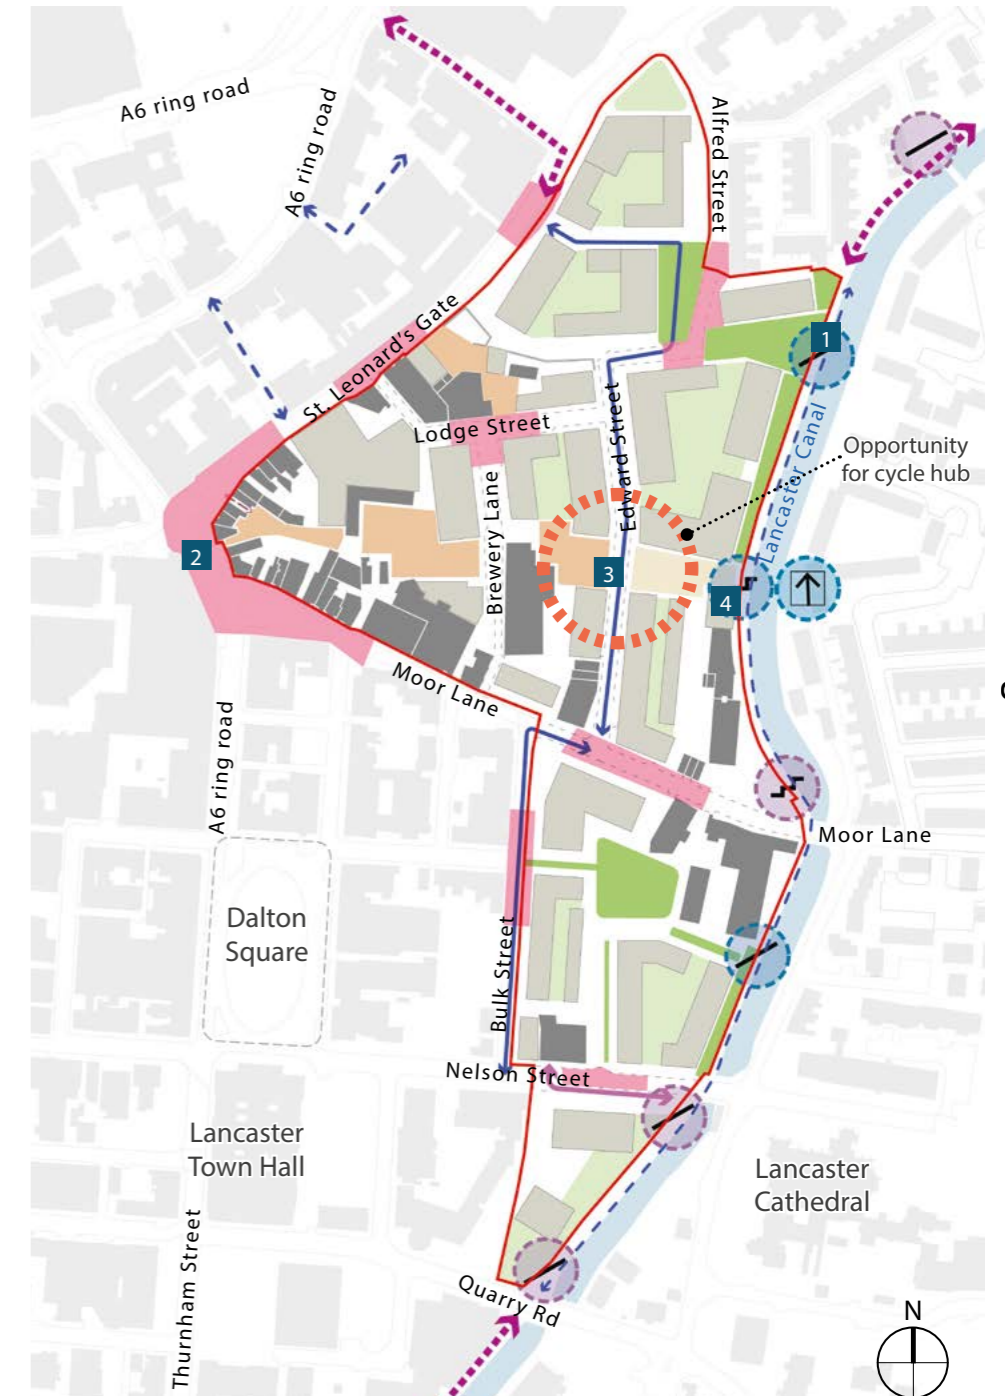 A6 ring road
A6 ring road
Alfred Street
1
St. Leonard's Gate
Lodge Street
Edward Street
Lancaster Canal
Opportunity
for cycle hub
Brewery Lane
2
3
4
Moor Lane
A6 ring road
Moor Lane
Dalton
Square
Bulk Street
Nelson Street
Lancaster
Town Hall
Lancaster
Cathedral
Thurnham Street
Quarry Rd
N